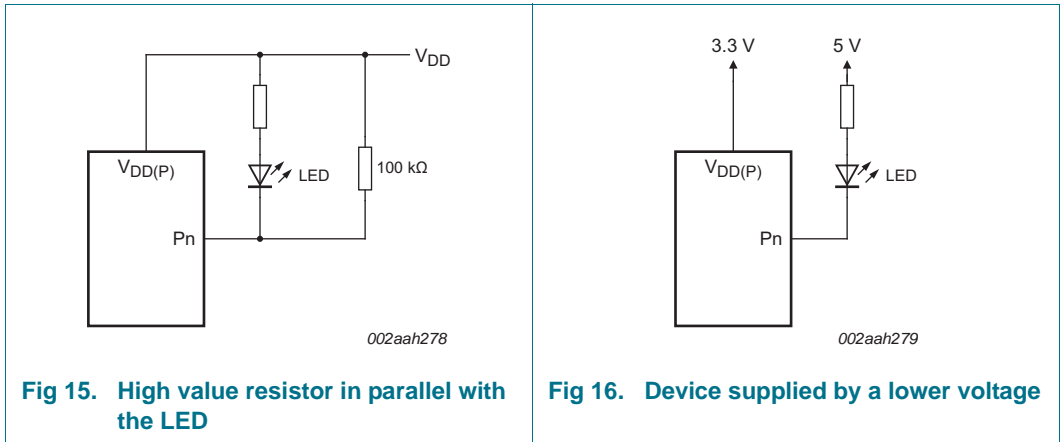 V_DD
V_DD(P)
LED
100 kΩ
Pn
002aah278
Fig 15. High value resistor in parallel with
the LED
3.3 V
5 V
V_DD(P)
LED
Pn
002aah279
Fig 16. Device supplied by a lower voltage